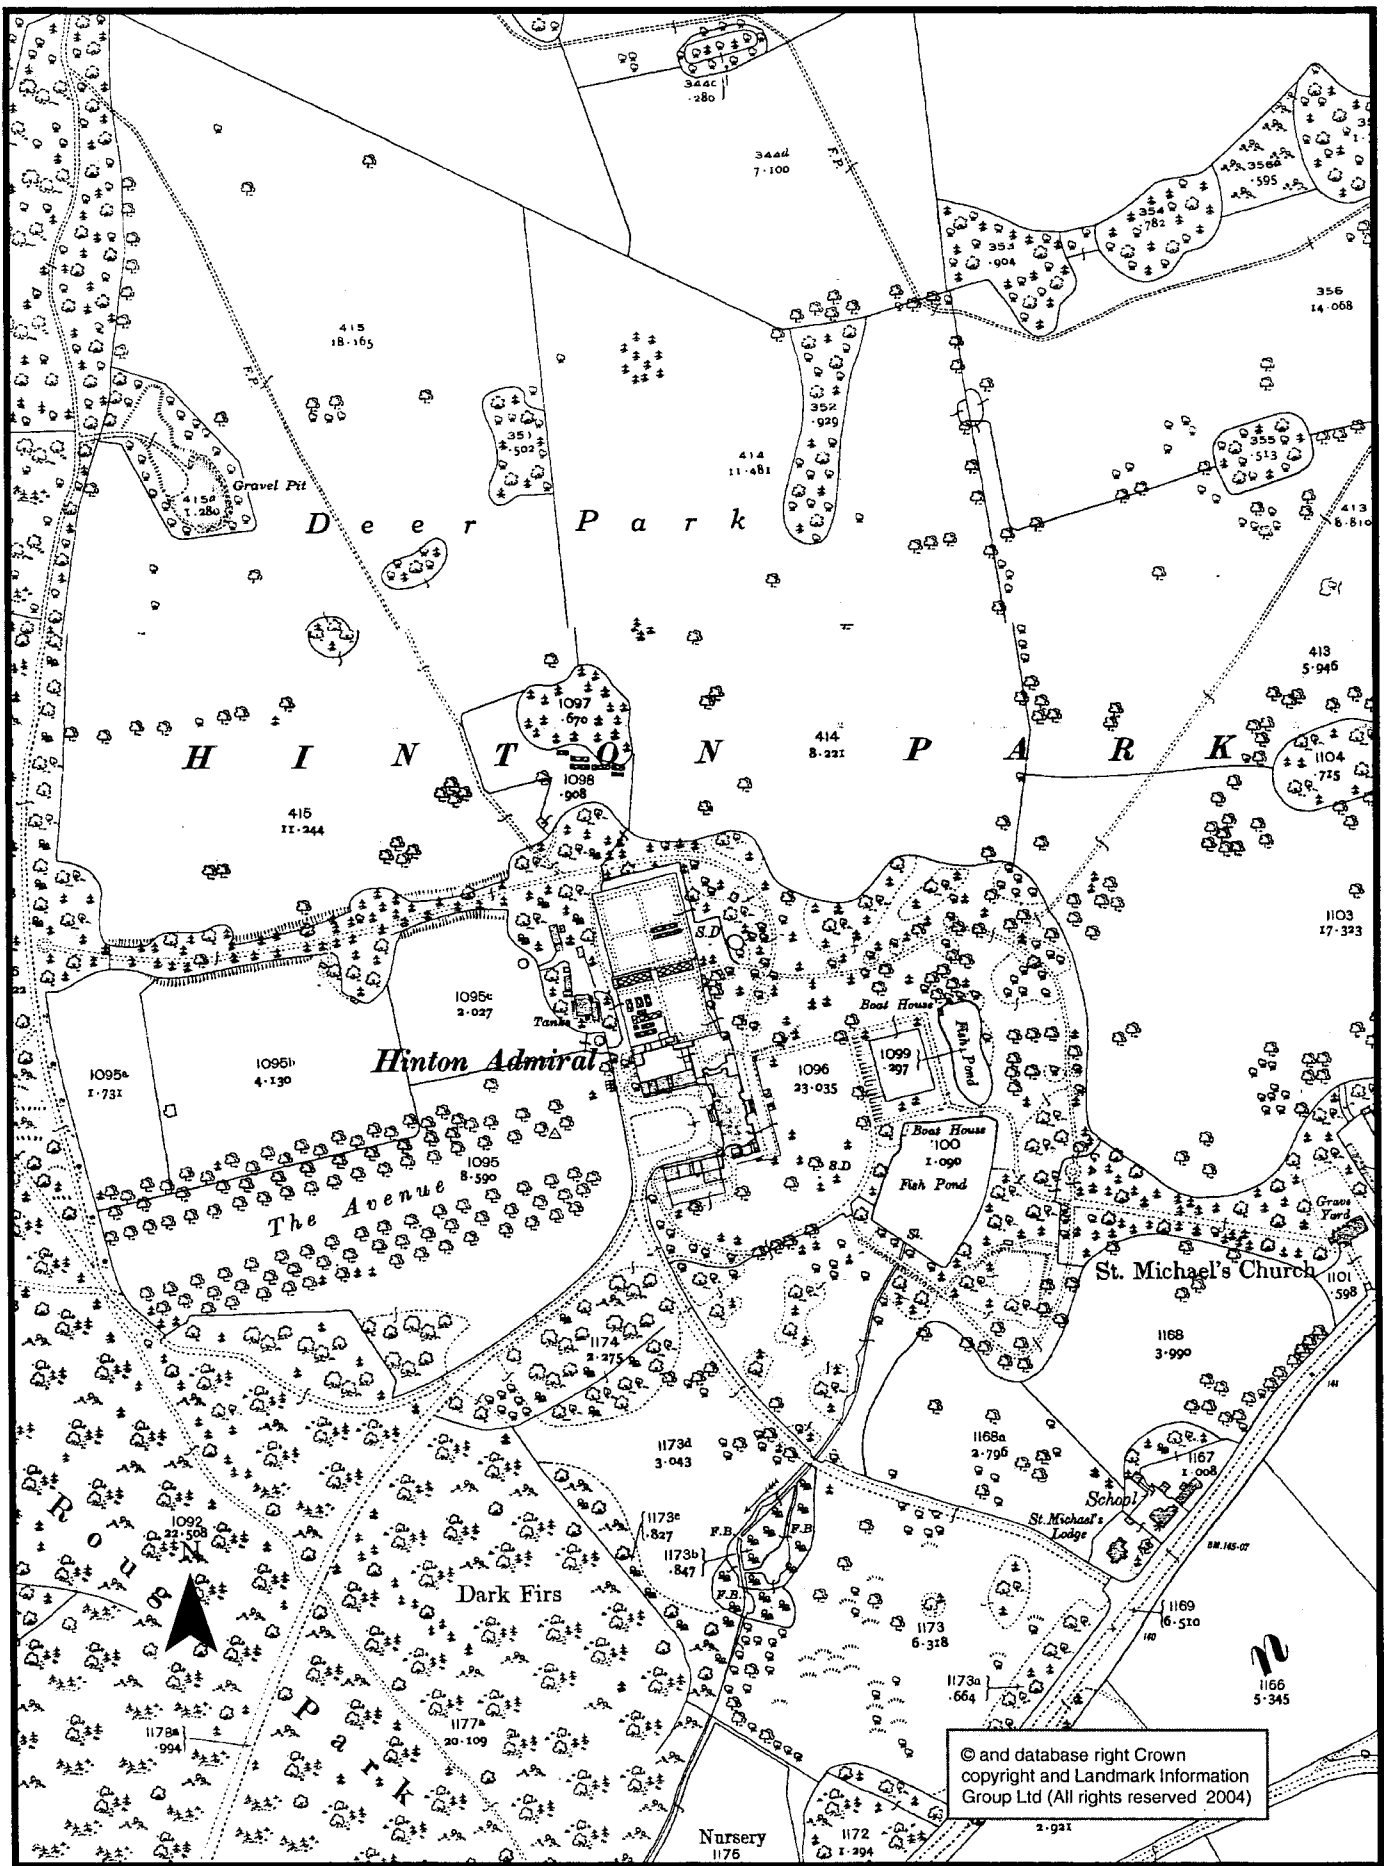 344c
·280
344d
7·100
F.P.
356a
·595
354
·782
353
·904
356
14·068
415
18·165
F.P.
352
·929
351
·502
414
11·481
355
·513
Gravel Pit
415a
1·280
413
8·810
Deer Park
413
5·946
1097
·670
HINTON PARK
414
8·221
1104
·715
1098
·908
415
11·244
1103
17·323
S.D
1095c
2·027
Boat House
Tanks
Fish Pond
Hinton Admiral
1099
·297
1095a
1·731
1095b
4·130
1096
23·035
Boat House
1100
1·090
1095
8·590
S.D
Fish Pond
The Avenue
Grave
Yard
Sl.
St. Michael's Church
1101
·598
1174
2·275
1168
3·990
141
1173d
3·043
1168a
2·796
1167
1·008
School
St. Michael's
Lodge
B.M. 145·07
1092
22·508
1173c
·827
F.B.
F.B.
1173b
·847
F.B.
N
Rough Park
Dark Firs
1173
6·318
1169
6·510
140
n
1173a
·664
1166
5·345
1178a
·994
1177a
20·109
© and database right Crown
copyright and Landmark Information
Group Ltd (All rights reserved 2004)
2·921
Nursery
1176
1172
1·294